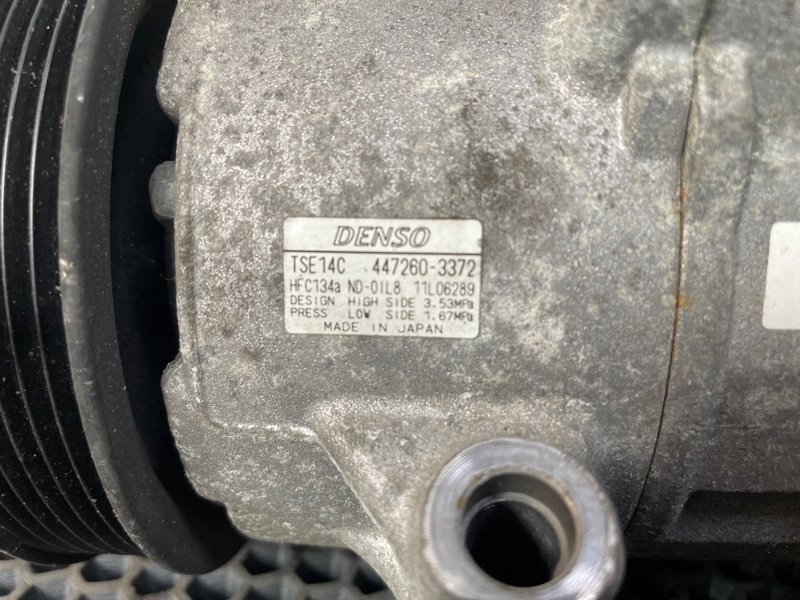 DENSO
TSE14C 447260-3372
HFC134a ND-OIL8 11L06289
DESIGN HIGH SIDE 3.53MPa
PRESS LOW SIDE 1.67MPa
MADE IN JAPAN